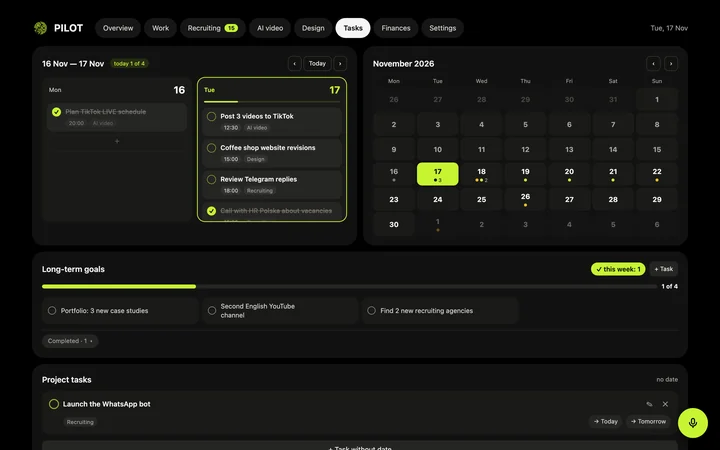 PILOT
Overview
Work
Recruiting 15
AI video
Design
Tasks
Finances
Settings
Tue, 17 Nov
16 Nov — 17 Nov
today 1 of 4
‹ Today ›
Mon 16
Plan TikTok LIVE schedule
20:00 AI video
+
Tue 17
Post 3 videos to TikTok
12:30 AI video
Coffee shop website revisions
15:00 Design
Review Telegram replies
18:00 Recruiting
Call with HR Polska about vacancies
November 2026
‹ ›
Mon Tue Wed Thu Fri Sat Sun
26 27 28 29 30 31 1
2 3 4 5 6 7 8
9 10 11 12 13 14 15
16 17 18 19 20 21 22
3 2
23 24 25 26 27 28 29
30 1 2 3 4 5 6
Long-term goals
✓ this week: 1
+ Task
1 of 4
Portfolio: 3 new case studies
Second English YouTube
channel
Find 2 new recruiting agencies
Completed · 1
Project tasks
no date
Launch the WhatsApp bot
Recruiting
→ Today
→ Tomorrow
+ Task without date